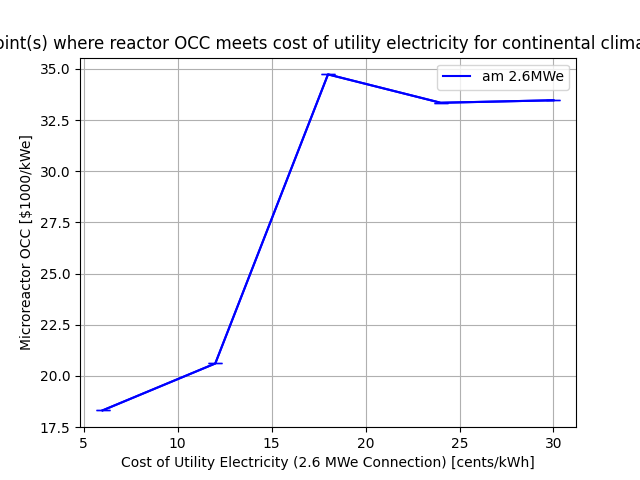 oint(s) where reactor OCC meets cost of utility electricity for continental clima
am 2.6MWe
Microreactor OCC [$1000/kWe]
35.0
32.5
30.0
27.5
25.0
22.5
20.0
17.5
5 10 15 20 25 30
Cost of Utility Electricity (2.6 MWe Connection) [cents/kWh]